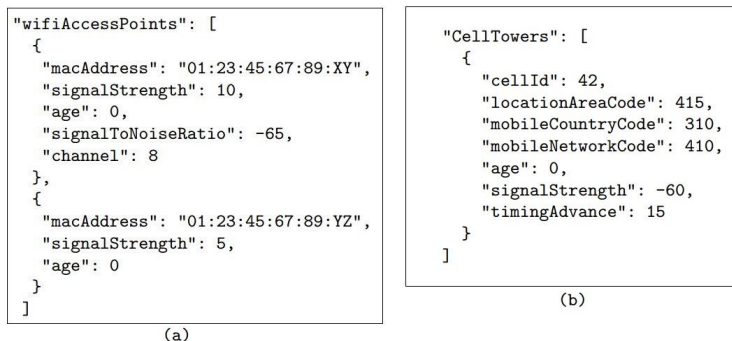 "wifiAccessPoints": [
{
"macAddress": "01:23:45:67:89:XY",
"signalStrength": 10,
"age": 0,
"signalToNoiseRatio": -65,
"channel": 8
},
{
"macAddress": "01:23:45:67:89:YZ",
"signalStrength": 5,
"age": 0
}
]
(a)
"CellTowers": [
{
"cellId": 42,
"locationAreaCode": 415,
"mobileCountryCode": 310,
"mobileNetworkCode": 410,
"age": 0,
"signalStrength": -60,
"timingAdvance": 15
}
]
(b)